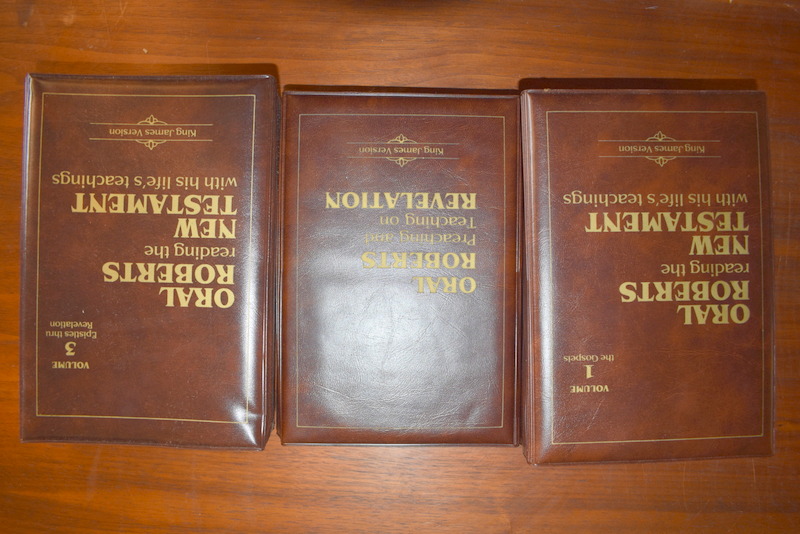 VOLUME
1
the Gospels
ORAL
ROBERTS
reading the
NEW
TESTAMENT
with his life's teachings
King James Version
ORAL
ROBERTS
Preaching and
Teaching on
REVELATION
King James Version
VOLUME
3
Epistles thru
Revelation
ORAL
ROBERTS
reading the
NEW
TESTAMENT
with his life's teachings
King James Version